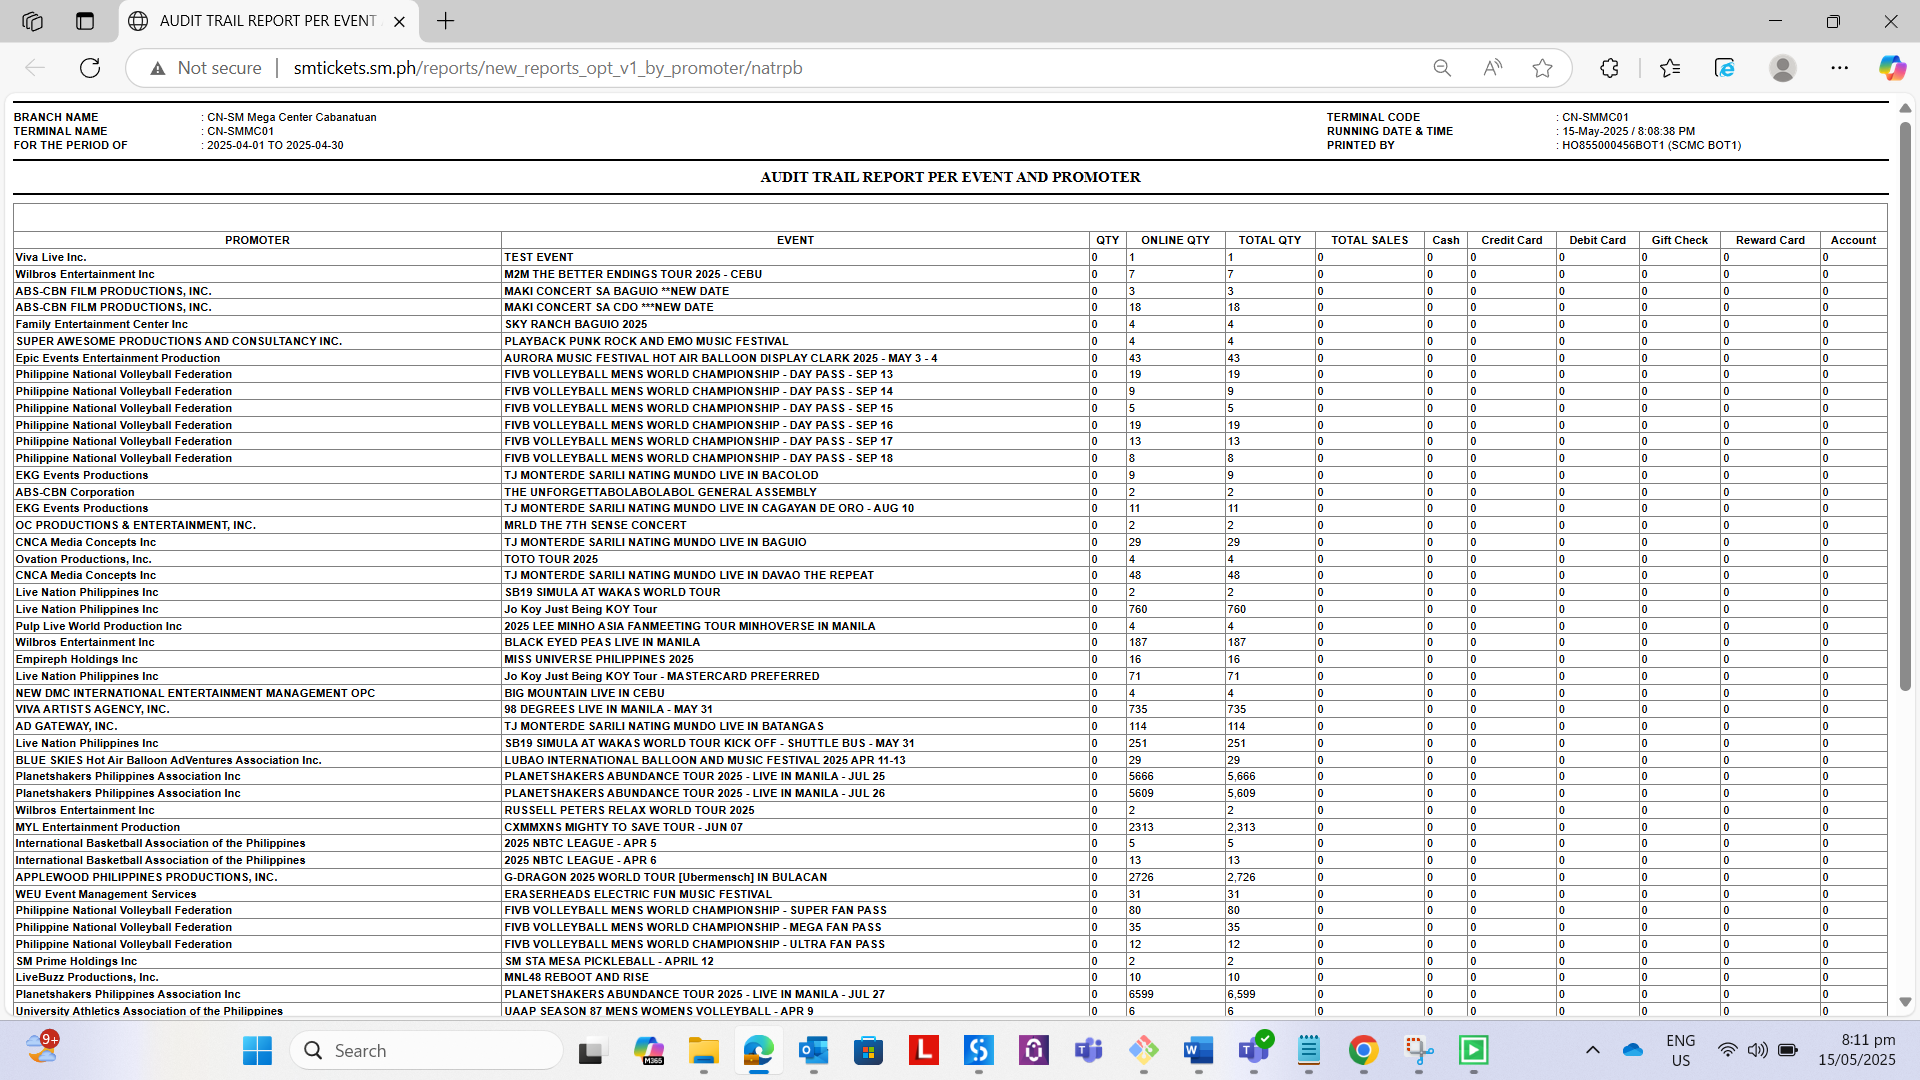 AUDIT TRAIL REPORT PER EVENT
Not secure | smtickets.sm.ph/reports/new_reports_opt_v1_by_promoter/natrpb
BRANCH NAME : CN-SM Mega Center Cabanatuan TERMINAL CODE : CN-SMMC01
TERMINAL NAME : CN-SMMC01 RUNNING DATE & TIME : 15-May-2025 / 8:08:38 PM
FOR THE PERIOD OF : 2025-04-01 TO 2025-04-30 PRINTED BY : HO855000456BOT1 (SCMC BOT1)
AUDIT TRAIL REPORT PER EVENT AND PROMOTER
PROMOTER EVENT QTY ONLINE QTY TOTAL QTY TOTAL SALES Cash Credit Card Debit Card Gift Check Reward Card Account
Viva Live Inc. TEST EVENT 0 1 1 0 0 0 0 0 0 0
Wilbros Entertainment Inc M2M THE BETTER ENDINGS TOUR 2025 - CEBU 0 7 7 0 0 0 0 0 0 0
ABS-CBN FILM PRODUCTIONS, INC. MAKI CONCERT SA BAGUIO **NEW DATE 0 3 3 0 0 0 0 0 0 0
ABS-CBN FILM PRODUCTIONS, INC. MAKI CONCERT SA CDO ***NEW DATE 0 18 18 0 0 0 0 0 0 0
Family Entertainment Center Inc SKY RANCH BAGUIO 2025 0 4 4 0 0 0 0 0 0 0
SUPER AWESOME PRODUCTIONS AND CONSULTANCY INC. PLAYBACK PUNK ROCK AND EMO MUSIC FESTIVAL 0 4 4 0 0 0 0 0 0 0
Epic Events Entertainment Production AURORA MUSIC FESTIVAL HOT AIR BALLOON DISPLAY CLARK 2025 - MAY 3 - 4 0 43 43 0 0 0 0 0 0 0
Philippine National Volleyball Federation FIVB VOLLEYBALL MENS WORLD CHAMPIONSHIP - DAY PASS - SEP 13 0 19 19 0 0 0 0 0 0 0
Philippine National Volleyball Federation FIVB VOLLEYBALL MENS WORLD CHAMPIONSHIP - DAY PASS - SEP 14 0 9 9 0 0 0 0 0 0 0
Philippine National Volleyball Federation FIVB VOLLEYBALL MENS WORLD CHAMPIONSHIP - DAY PASS - SEP 15 0 5 5 0 0 0 0 0 0 0
Philippine National Volleyball Federation FIVB VOLLEYBALL MENS WORLD CHAMPIONSHIP - DAY PASS - SEP 16 0 19 19 0 0 0 0 0 0 0
Philippine National Volleyball Federation FIVB VOLLEYBALL MENS WORLD CHAMPIONSHIP - DAY PASS - SEP 17 0 13 13 0 0 0 0 0 0 0
Philippine National Volleyball Federation FIVB VOLLEYBALL MENS WORLD CHAMPIONSHIP - DAY PASS - SEP 18 0 8 8 0 0 0 0 0 0 0
EKG Events Productions TJ MONTERDE SARILI NATING MUNDO LIVE IN BACOLOD 0 9 9 0 0 0 0 0 0 0
ABS-CBN Corporation THE UNFORGETTABOLABOLABOL GENERAL ASSEMBLY 0 2 2 0 0 0 0 0 0 0
EKG Events Productions TJ MONTERDE SARILI NATING MUNDO LIVE IN CAGAYAN DE ORO - AUG 10 0 11 11 0 0 0 0 0 0 0
OC PRODUCTIONS & ENTERTAINMENT, INC. MRLD THE 7TH SENSE CONCERT 0 2 2 0 0 0 0 0 0 0
CNCA Media Concepts Inc TJ MONTERDE SARILI NATING MUNDO LIVE IN BAGUIO 0 29 29 0 0 0 0 0 0 0
Ovation Productions, Inc. TOTO TOUR 2025 0 4 4 0 0 0 0 0 0 0
CNCA Media Concepts Inc TJ MONTERDE SARILI NATING MUNDO LIVE IN DAVAO THE REPEAT 0 48 48 0 0 0 0 0 0 0
Live Nation Philippines Inc SB19 SIMULA AT WAKAS WORLD TOUR 0 2 2 0 0 0 0 0 0 0
Live Nation Philippines Inc Jo Koy Just Being KOY Tour 0 760 760 0 0 0 0 0 0 0
Pulp Live World Production Inc 2025 LEE MINHO ASIA FANMEETING TOUR MINHOVERSE IN MANILA 0 4 4 0 0 0 0 0 0 0
Wilbros Entertainment Inc BLACK EYED PEAS LIVE IN MANILA 0 187 187 0 0 0 0 0 0 0
Empireph Holdings Inc MISS UNIVERSE PHILIPPINES 2025 0 16 16 0 0 0 0 0 0 0
Live Nation Philippines Inc Jo Koy Just Being KOY Tour - MASTERCARD PREFERRED 0 71 71 0 0 0 0 0 0 0
NEW DMC INTERNATIONAL ENTERTAINMENT MANAGEMENT OPC BIG MOUNTAIN LIVE IN CEBU 0 4 4 0 0 0 0 0 0 0
VIVA ARTISTS AGENCY, INC. 98 DEGREES LIVE IN MANILA - MAY 31 0 735 735 0 0 0 0 0 0 0
AD GATEWAY, INC. TJ MONTERDE SARILI NATING MUNDO LIVE IN BATANGAS 0 114 114 0 0 0 0 0 0 0
Live Nation Philippines Inc SB19 SIMULA AT WAKAS WORLD TOUR KICK OFF - SHUTTLE BUS - MAY 31 0 251 251 0 0 0 0 0 0 0
BLUE SKIES Hot Air Balloon AdVentures Association Inc. LUBAO INTERNATIONAL BALLOON AND MUSIC FESTIVAL 2025 APR 11-13 0 29 29 0 0 0 0 0 0 0
Planetshakers Philippines Association Inc PLANETSHAKERS ABUNDANCE TOUR 2025 - LIVE IN MANILA - JUL 25 0 5666 5,666 0 0 0 0 0 0 0
Planetshakers Philippines Association Inc PLANETSHAKERS ABUNDANCE TOUR 2025 - LIVE IN MANILA - JUL 26 0 5609 5,609 0 0 0 0 0 0 0
Wilbros Entertainment Inc RUSSELL PETERS RELAX WORLD TOUR 2025 0 2 2 0 0 0 0 0 0 0
MYL Entertainment Production CXMMXNS MIGHTY TO SAVE TOUR - JUN 07 0 2313 2,313 0 0 0 0 0 0 0
International Basketball Association of the Philippines 2025 NBTC LEAGUE - APR 5 0 5 5 0 0 0 0 0 0 0
International Basketball Association of the Philippines 2025 NBTC LEAGUE - APR 6 0 13 13 0 0 0 0 0 0 0
APPLEWOOD PHILIPPINES PRODUCTIONS, INC. G-DRAGON 2025 WORLD TOUR [Ubermensch] IN BULACAN 0 2726 2,726 0 0 0 0 0 0 0
WEU Event Management Services ERASERHEADS ELECTRIC FUN MUSIC FESTIVAL 0 31 31 0 0 0 0 0 0 0
Philippine National Volleyball Federation FIVB VOLLEYBALL MENS WORLD CHAMPIONSHIP - SUPER FAN PASS 0 80 80 0 0 0 0 0 0 0
Philippine National Volleyball Federation FIVB VOLLEYBALL MENS WORLD CHAMPIONSHIP - MEGA FAN PASS 0 35 35 0 0 0 0 0 0 0
Philippine National Volleyball Federation FIVB VOLLEYBALL MENS WORLD CHAMPIONSHIP - ULTRA FAN PASS 0 12 12 0 0 0 0 0 0 0
SM Prime Holdings Inc SM STA MESA PICKLEBALL - APRIL 12 0 2 2 0 0 0 0 0 0 0
LiveBuzz Productions, Inc. MNL48 REBOOT AND RISE 0 10 10 0 0 0 0 0 0 0
Planetshakers Philippines Association Inc PLANETSHAKERS ABUNDANCE TOUR 2025 - LIVE IN MANILA - JUL 27 0 6599 6,599 0 0 0 0 0 0 0
University Athletics Association of the Philippines UAAP SEASON 87 MENS WOMENS VOLLEYBALL - APR 9 0 6 6 0 0 0 0 0 0 0
9+ Search M365 ENG 8:11 pm
US 15/05/2025